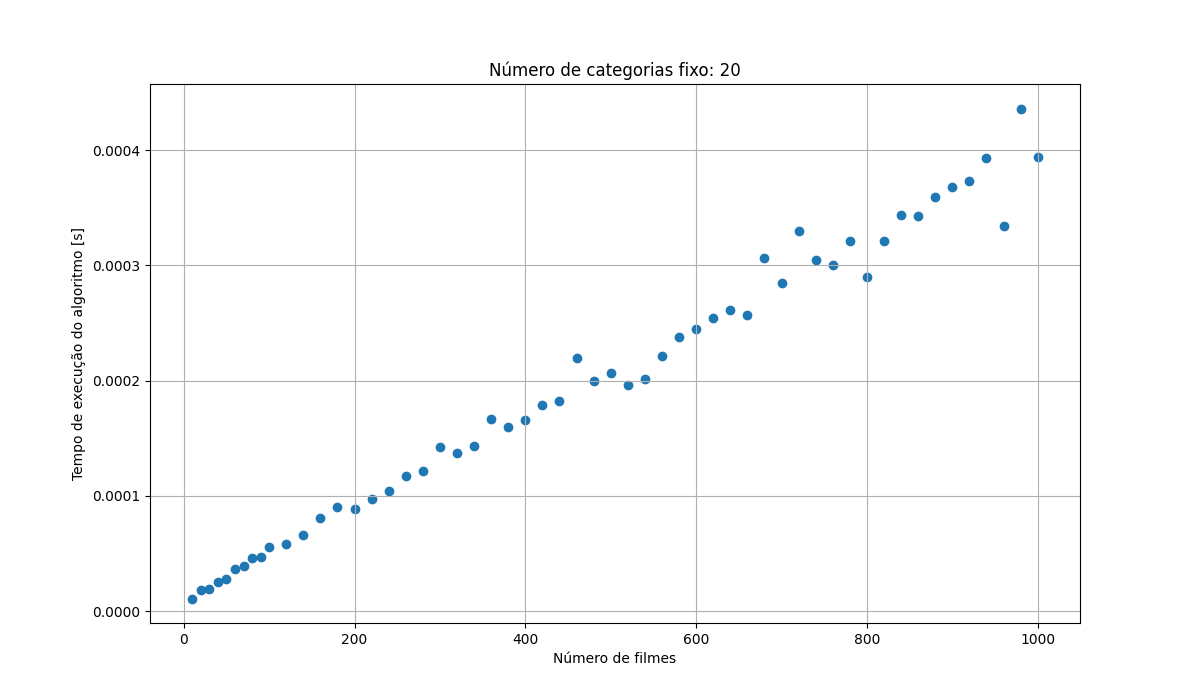 Número de categorias fixo: 20
Tempo de execução do algoritmo [s]
0.0004
0.0003
0.0002
0.0001
0.0000
0 200 400 600 800 1000
Número de filmes